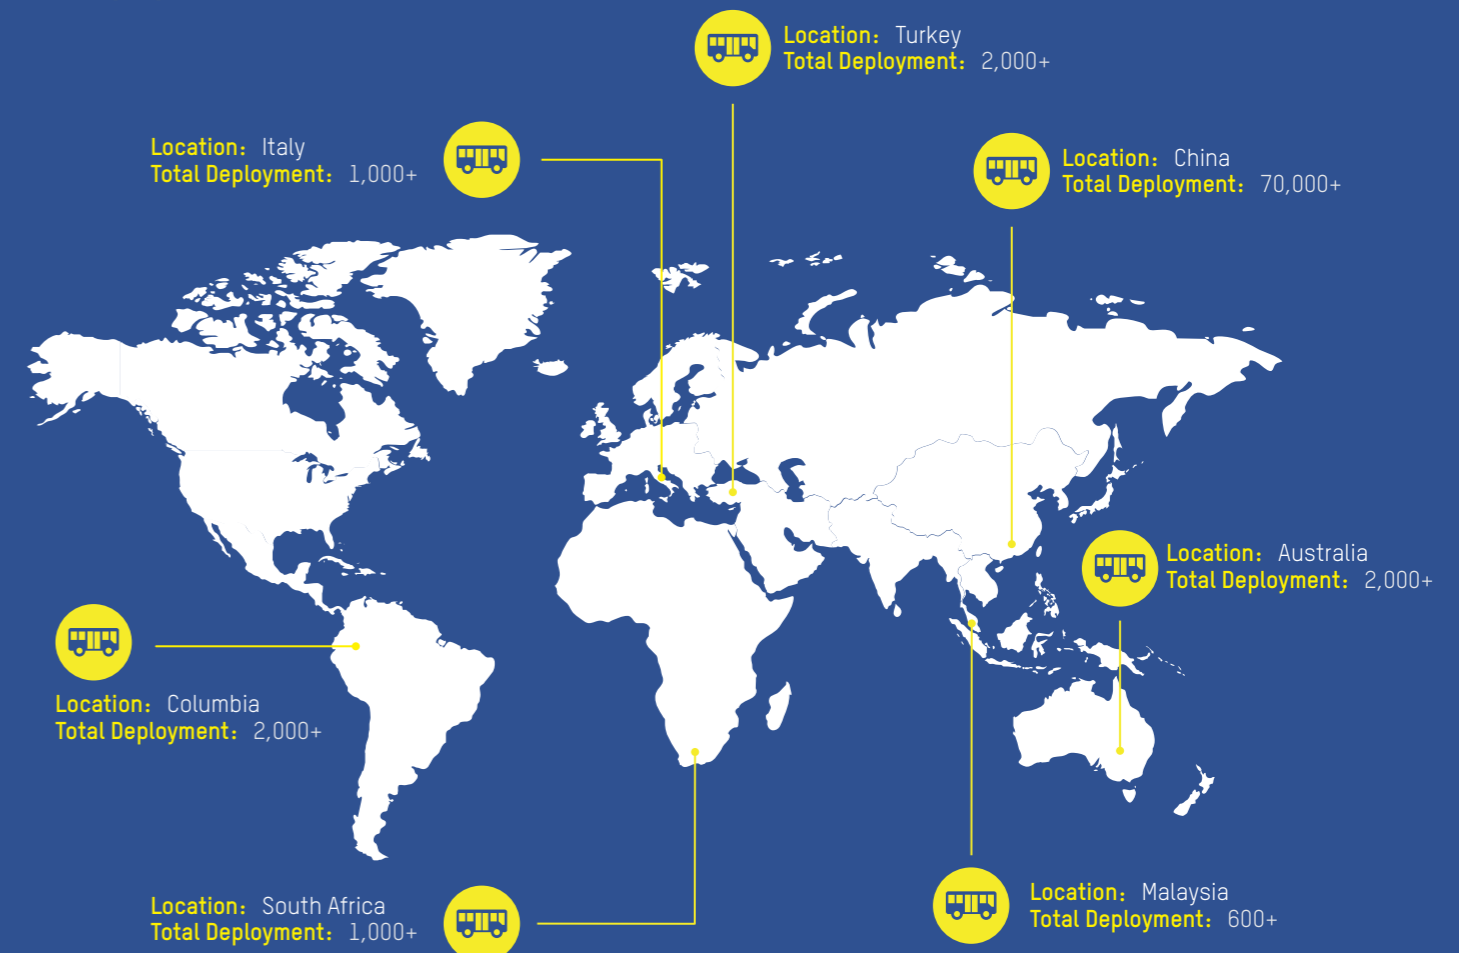 Location: Turkey
Total Deployment: 2,000+
Location: Italy
Total Deployment: 1,000+
Location: China
Total Deployment: 70,000+
Location: Australia
Total Deployment: 2,000+
Location: Columbia
Total Deployment: 2,000+
Location: South Africa
Total Deployment: 1,000+
Location: Malaysia
Total Deployment: 600+